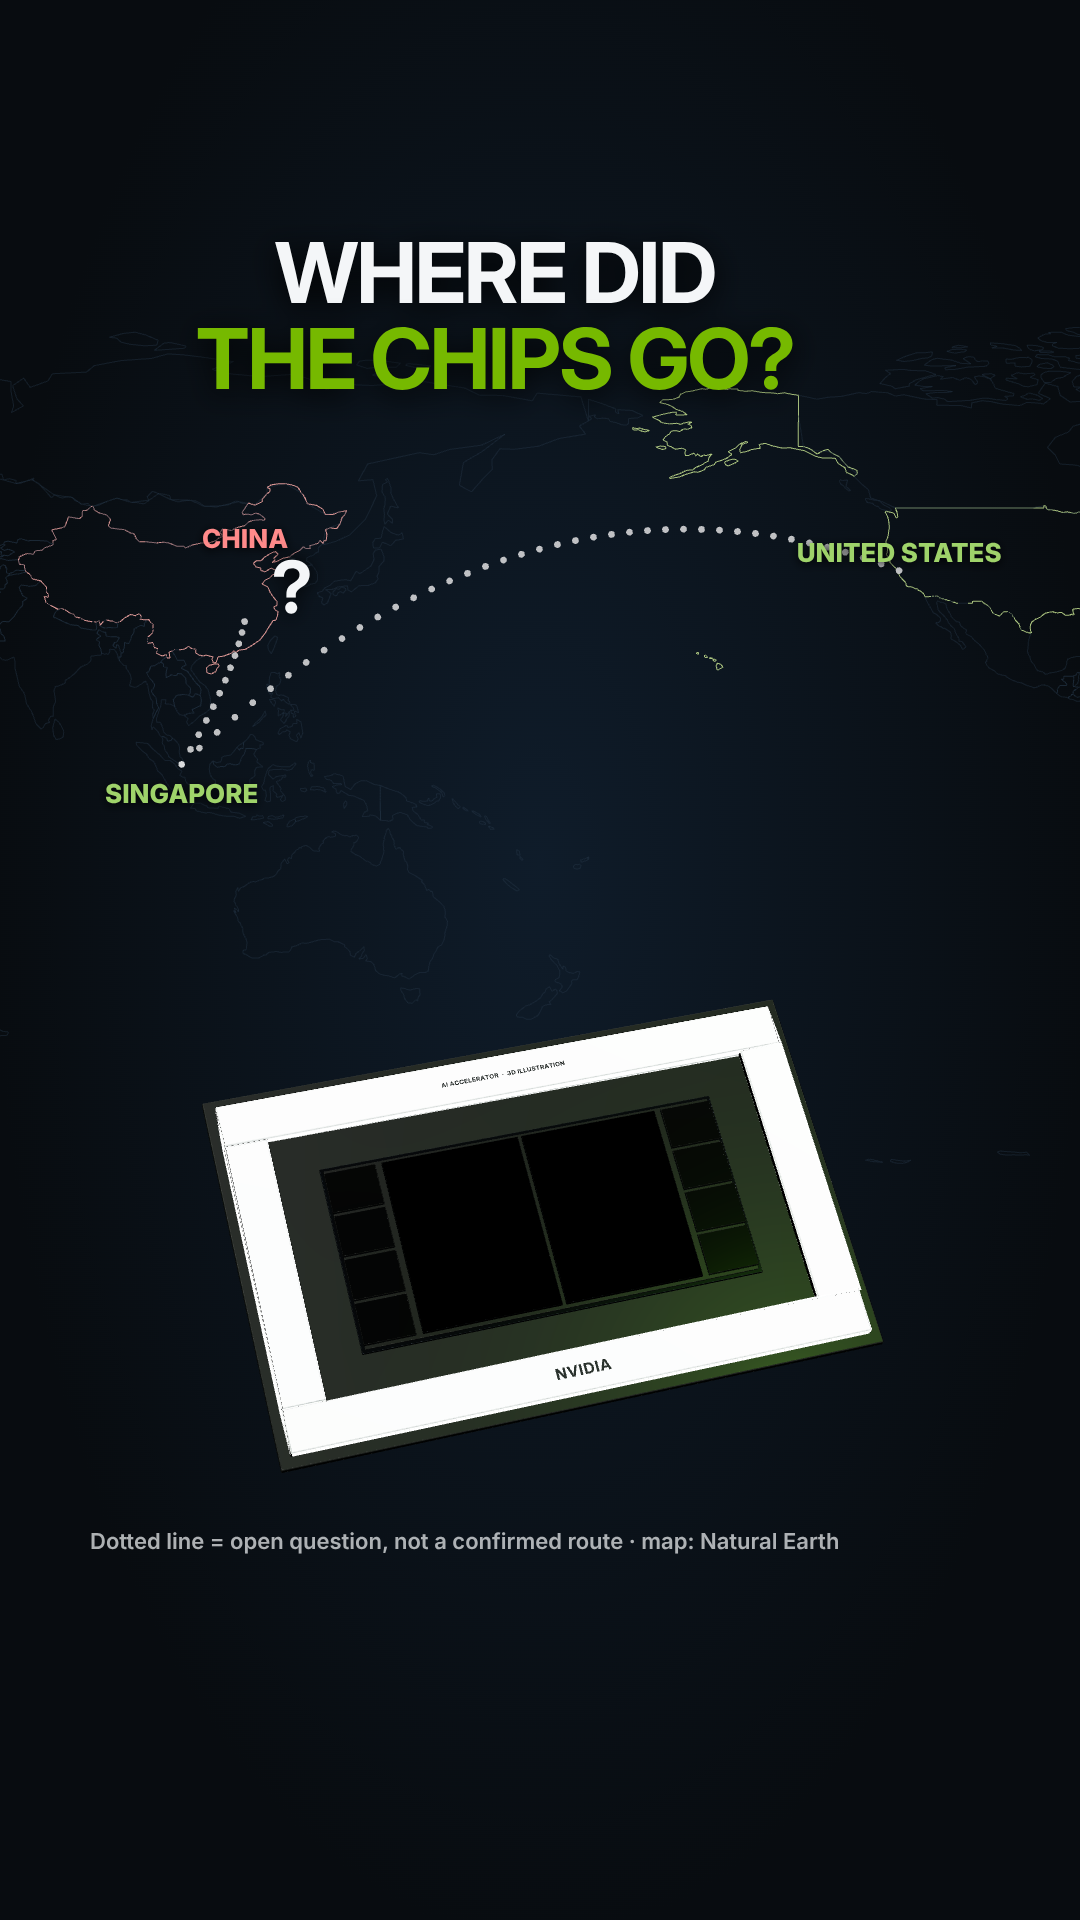 WHERE DID
THE CHIPS GO?
CHINA
?
UNITED STATES
SINGAPORE
AI ACCELERATOR · 3D ILLUSTRATION
NVIDIA
Dotted line = open question, not a confirmed route · map: Natural Earth